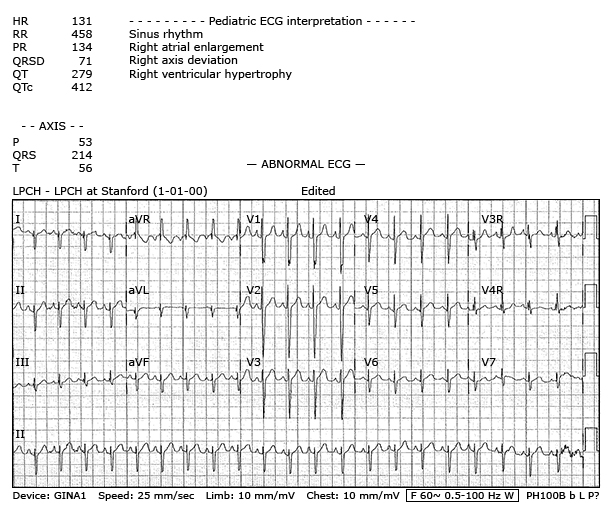 HR 131 - - - - - - - - - Pediatric ECG interpretation - - - - - -
RR 458 Sinus rhythm
PR 134 Right atrial enlargement
QRSD 71 Right axis deviation
QT 279 Right ventricular hypertrophy
QTc 412
- - AXIS - -
P 53
QRS 214
T 56
— ABNORMAL ECG —
LPCH - LPCH at Stanford (1-01-00) Edited
I aVR V1 V4 V3R
II aVL V2 V5 V4R
III aVF V3 V6 V7
II
Device: GINA1 Speed: 25 mm/sec Limb: 10 mm/mV Chest: 10 mm/mV F 60~ 0.5-100 Hz W PH100B b L P?